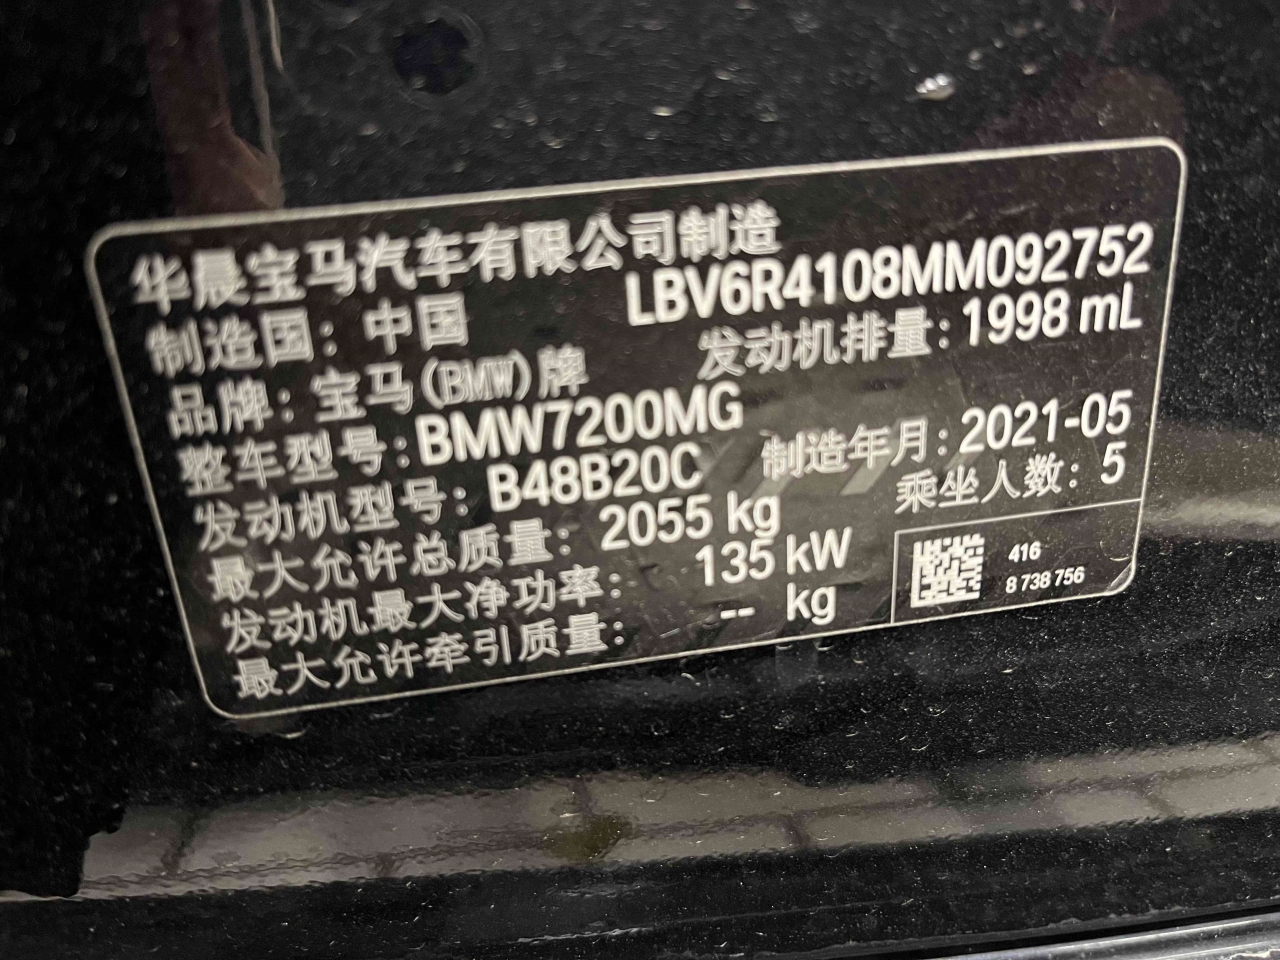 华晨宝马汽车有限公司制造
制造国：中国 LBV6R4108MM092752
品牌：宝马(BMW)牌 发动机排量：1998 mL
整车型号：BMW7200MG
发动机型号：B48B20C 制造年月：2021-05
最大允许总质量：2055 kg 乘坐人数：5
发动机最大净功率：135 kW
最大允许牵引质量：-- kg
416
8 738 756